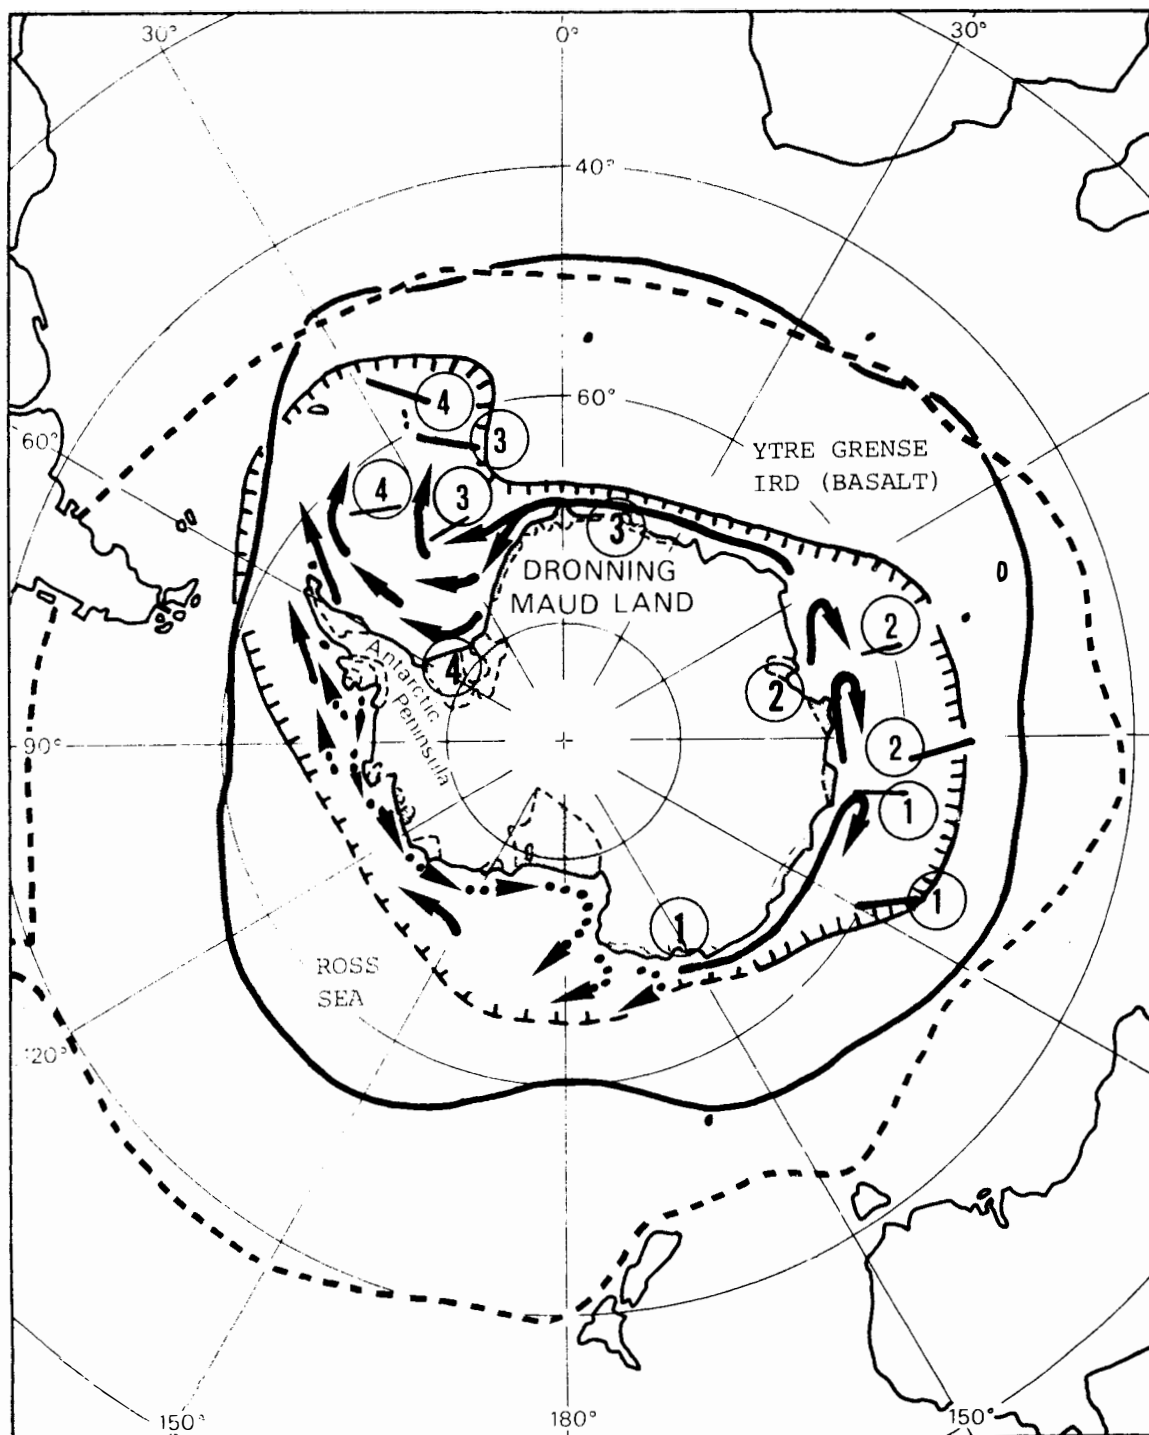 30°
0°
30°
40°
60°
60°
YTRE GRENSE
IRD (BASALT)
4
3
4
3
3
DRONNING
MAUD LAND
2
Antarctic
Peninsula
4
2
90°
2
1
1
1
ROSS
SEA
120°
150°
180°
150°